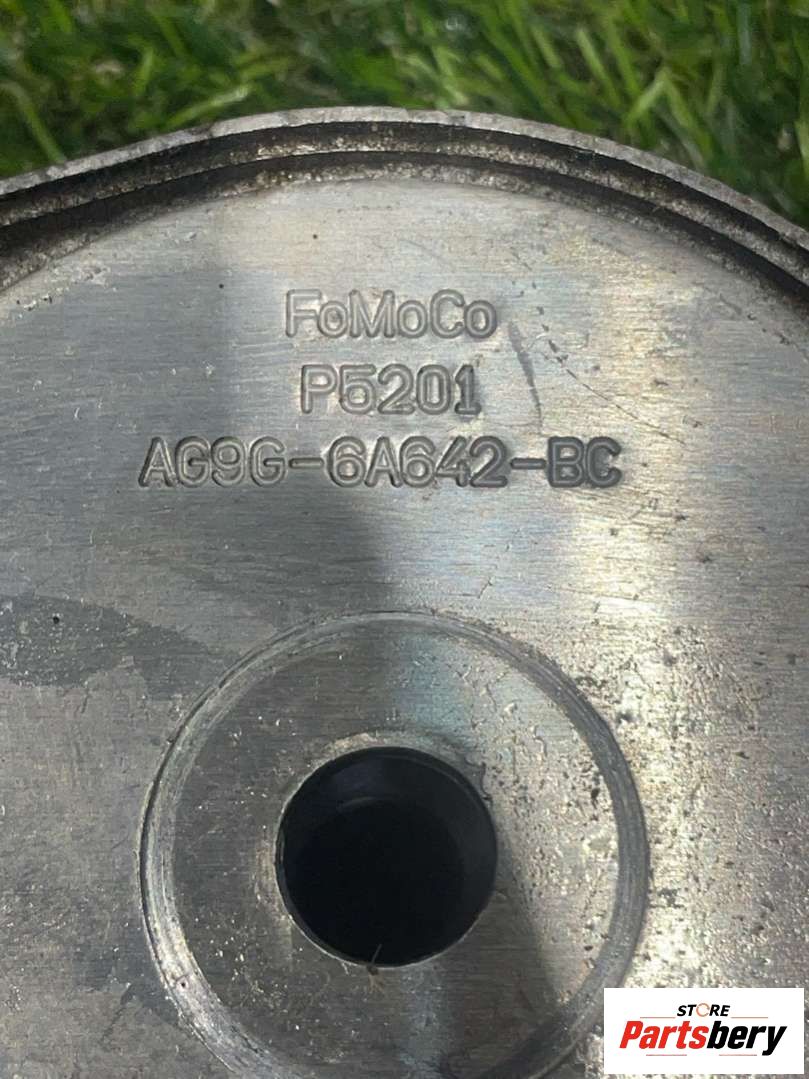 FoMoCo
P5201
AG9G-6A642-BC
STORE
Partsbery